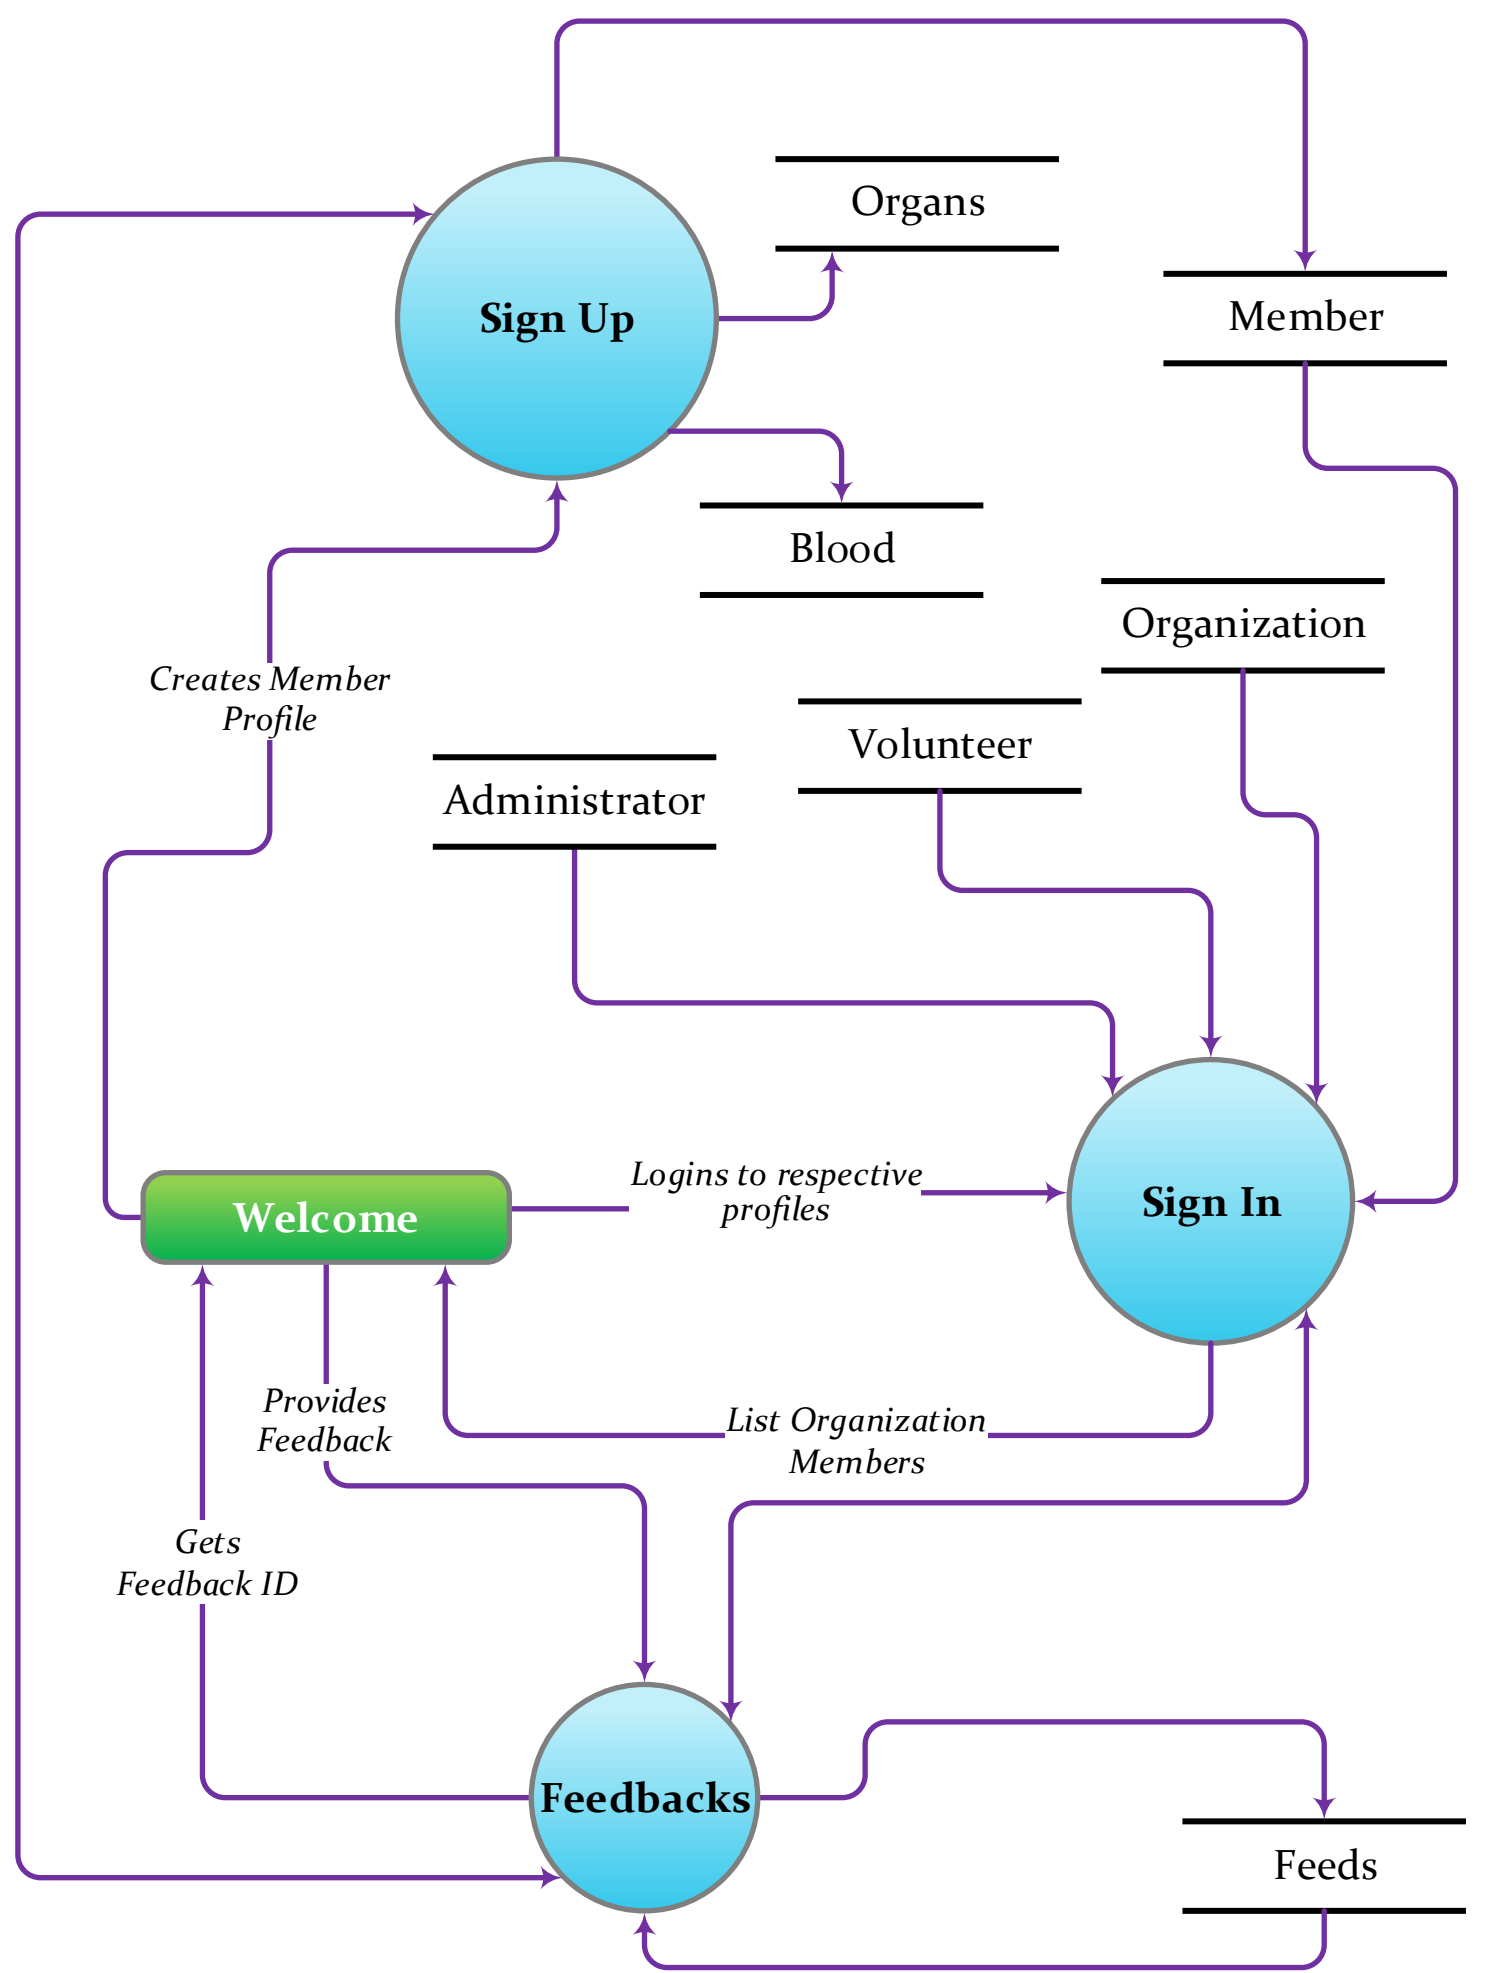 Organs
Sign Up
Member
Blood
Organization
Creates Member
Profile
Volunteer
Administrator
Logins to respective
profiles
Sign In
Welcome
Provides
Feedback
List Organization
Members
Gets
Feedback ID
Feedbacks
Feeds